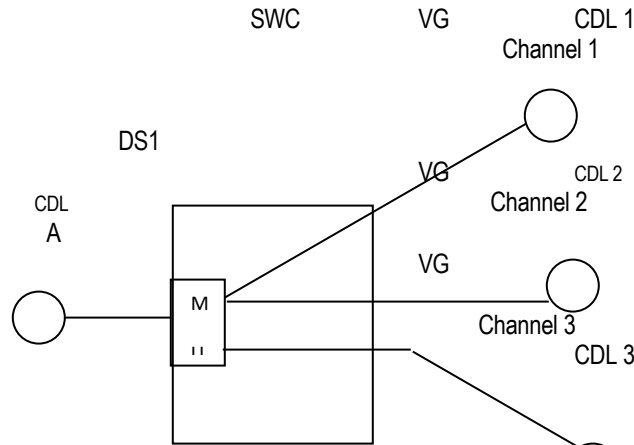 SWC VG CDL 1
Channel 1
DS1
VG CDL 2
CDL Channel 2
A
VG
M
Channel 3
CDL 3